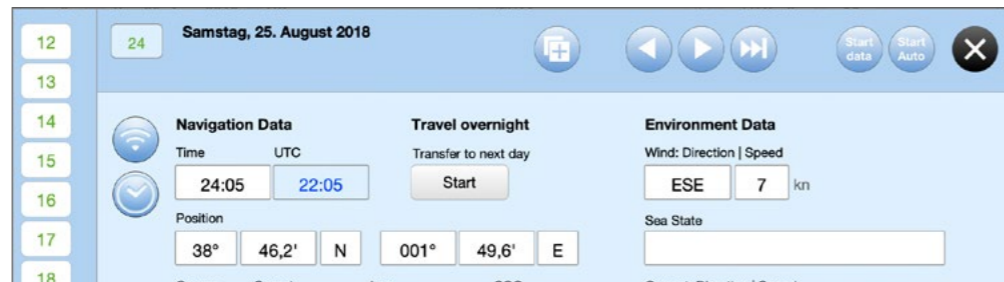 12
13
14
15
16
17
18
24
Samstag, 25. August 2018
Start data
Start Auto
Navigation Data
Travel overnight
Environment Data
Time UTC
Transfer to next day
Wind: Direction | Speed
24:05 22:05
Start
ESE 7 kn
Position
Sea State
38° 46,2' N 001° 49,6' E